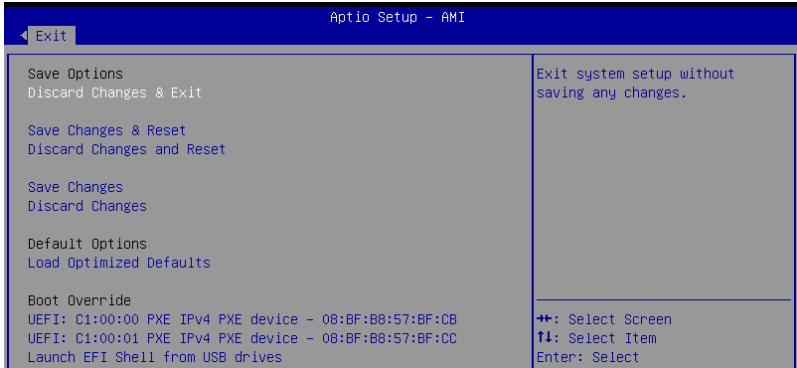 Aptio Setup - AMI
Exit
Save Options
Discard Changes & Exit
Save Changes & Reset
Discard Changes and Reset
Save Changes
Discard Changes
Default Options
Load Optimized Defaults
Boot Override
UEFI: C1:00:00 PXE IPv4 PXE device - 08:BF:B8:57:BF:CB
UEFI: C1:00:01 PXE IPv4 PXE device - 08:BF:B8:57:BF:CC
Launch EFI Shell from USB drives
Exit system setup without
saving any changes.
→←: Select Screen
↑↓: Select Item
Enter: Select